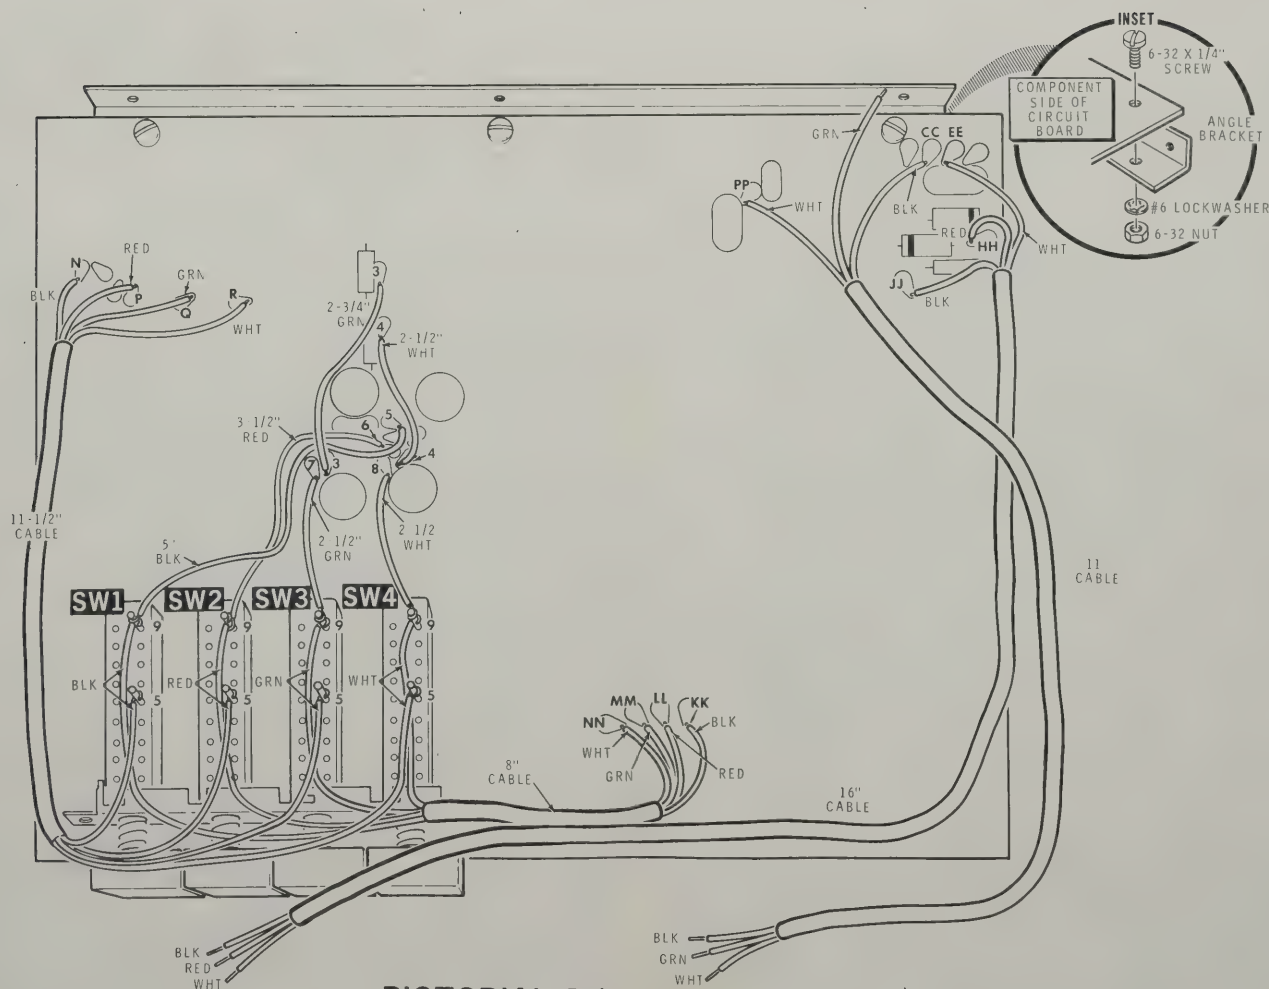 INSET
6-32 X 1/4"
SCREW
COMPONENT
SIDE OF
CIRCUIT
BOARD
ANGLE
BRACKET
#6 LOCKWASHER
6-32 NUT
GRN
CC EE
PP
WHT
BLK
RED
HH
WHT
JJ
BLK
N
RED
BLK
P
GRN
Q
R
WHT
3
2-3/4"
GRN
4
2-1/2"
WHT
3 1/2"
RED
5
6
7
3
8
4
11-1/2"
CABLE
5'
BLK
2 1/2"
GRN
2 1/2
WHT
11
CABLE
SW1
SW2
SW3
SW4
9
9
9
9
BLK
RED
GRN
WHT
5
5
5
5
NN
MM
LL
KK
BLK
WHT
GRN
RED
8"
CABLE
16"
CABLE
BLK
RED
WHT
BLK
GRN
WHT